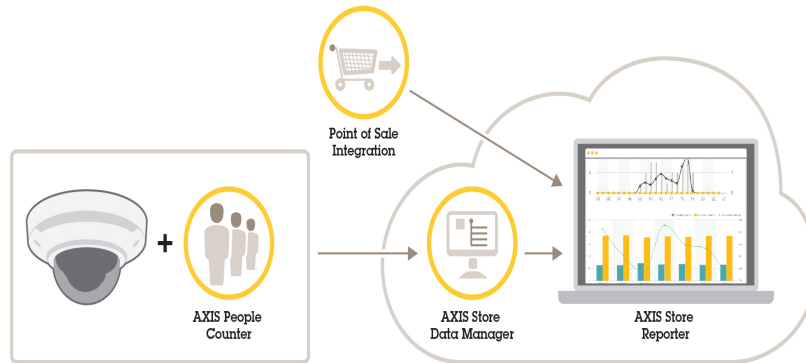 Point of Sale
Integration
+
AXIS People
Counter
AXIS Store
Data Manager
AXIS Store
Reporter